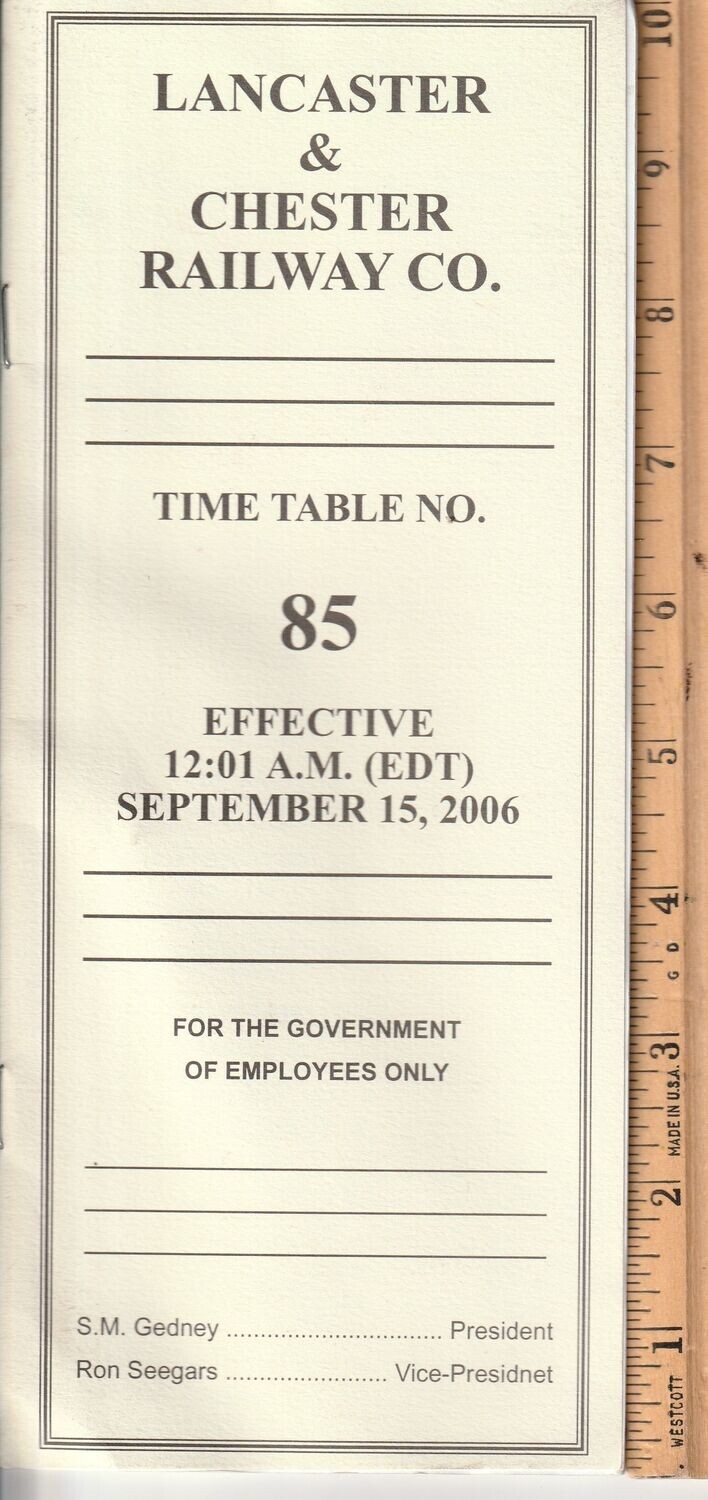 LANCASTER
&
CHESTER
RAILWAY CO.
TIME TABLE NO.
85
EFFECTIVE
12:01 A.M. (EDT)
SEPTEMBER 15, 2006
FOR THE GOVERNMENT
OF EMPLOYEES ONLY
S.M. Gedney ................................ President
Ron Seegars ........................ Vice-Presidnet
10
9
8
7
6
5
4
G D
3
MADE IN U.S.A.
2
1
WESTCOTT